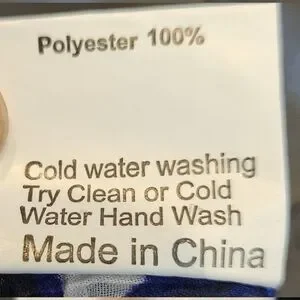 Polyester 100%
Cold water washing
Try Clean or Cold
Water Hand Wash
Made in China